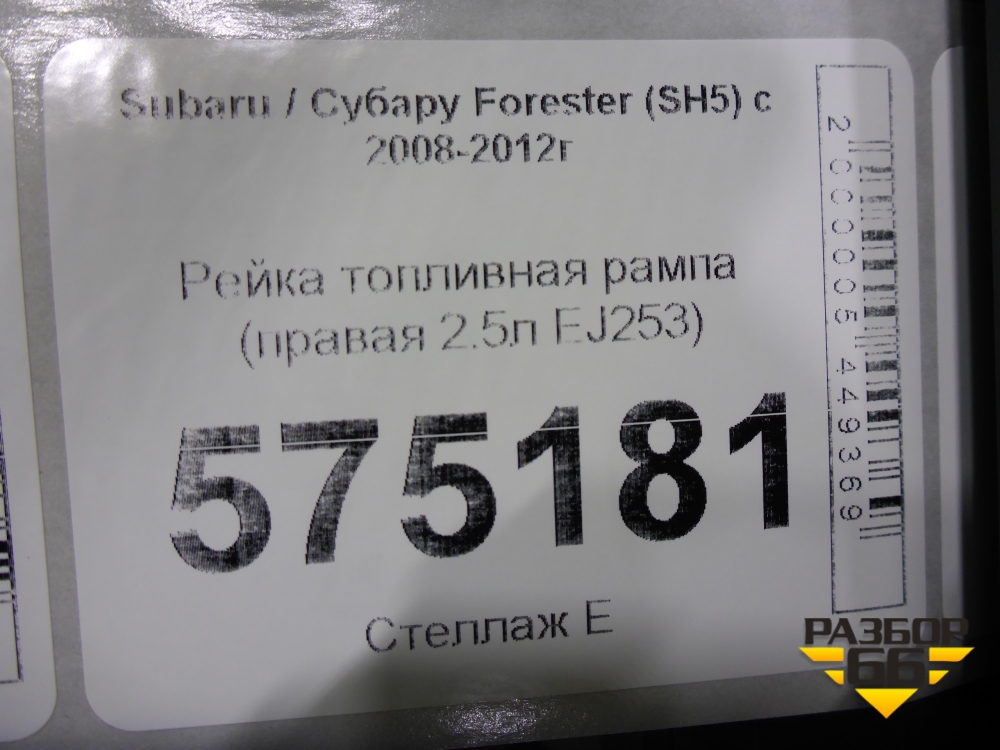 Subaru / Субару Forester (SH5) с
2008-2012г
Рейка топливная рампа
(правая 2.5л EJ253)
575181
Стеллаж Е
2000005449369
РАЗБОР
66